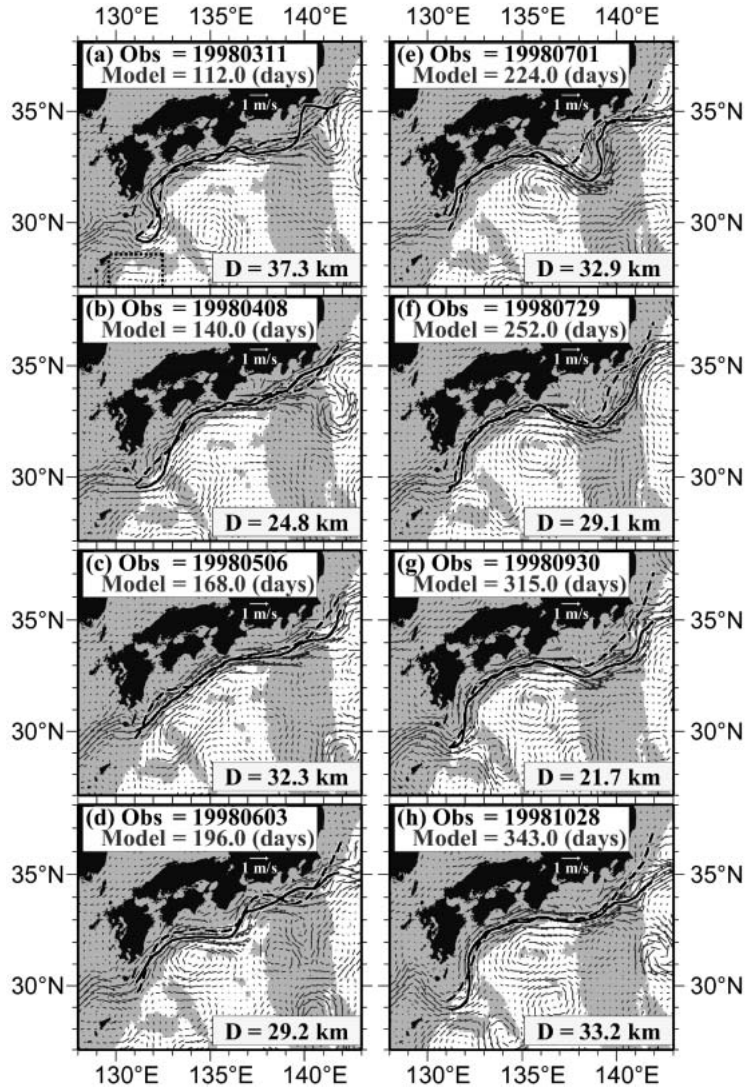 130°E 135°E 140°E 130°E 135°E 140°E
(a) Obs = 19980311
Model = 112.0 (days)
1 m/s
D = 37.3 km
(e) Obs = 19980701
Model = 224.0 (days)
1 m/s
D = 32.9 km
35°N
30°N
35°N
30°N
(b) Obs = 19980408
Model = 140.0 (days)
1 m/s
D = 24.8 km
(f) Obs = 19980729
Model = 252.0 (days)
1 m/s
D = 29.1 km
35°N
30°N
35°N
30°N
(c) Obs = 19980506
Model = 168.0 (days)
1 m/s
D = 32.3 km
(g) Obs = 19980930
Model = 315.0 (days)
1 m/s
D = 21.7 km
35°N
30°N
35°N
30°N
(d) Obs = 19980603
Model = 196.0 (days)
1 m/s
D = 29.2 km
(h) Obs = 19981028
Model = 343.0 (days)
1 m/s
D = 33.2 km
35°N
30°N
35°N
30°N
130°E 135°E 140°E 130°E 135°E 140°E